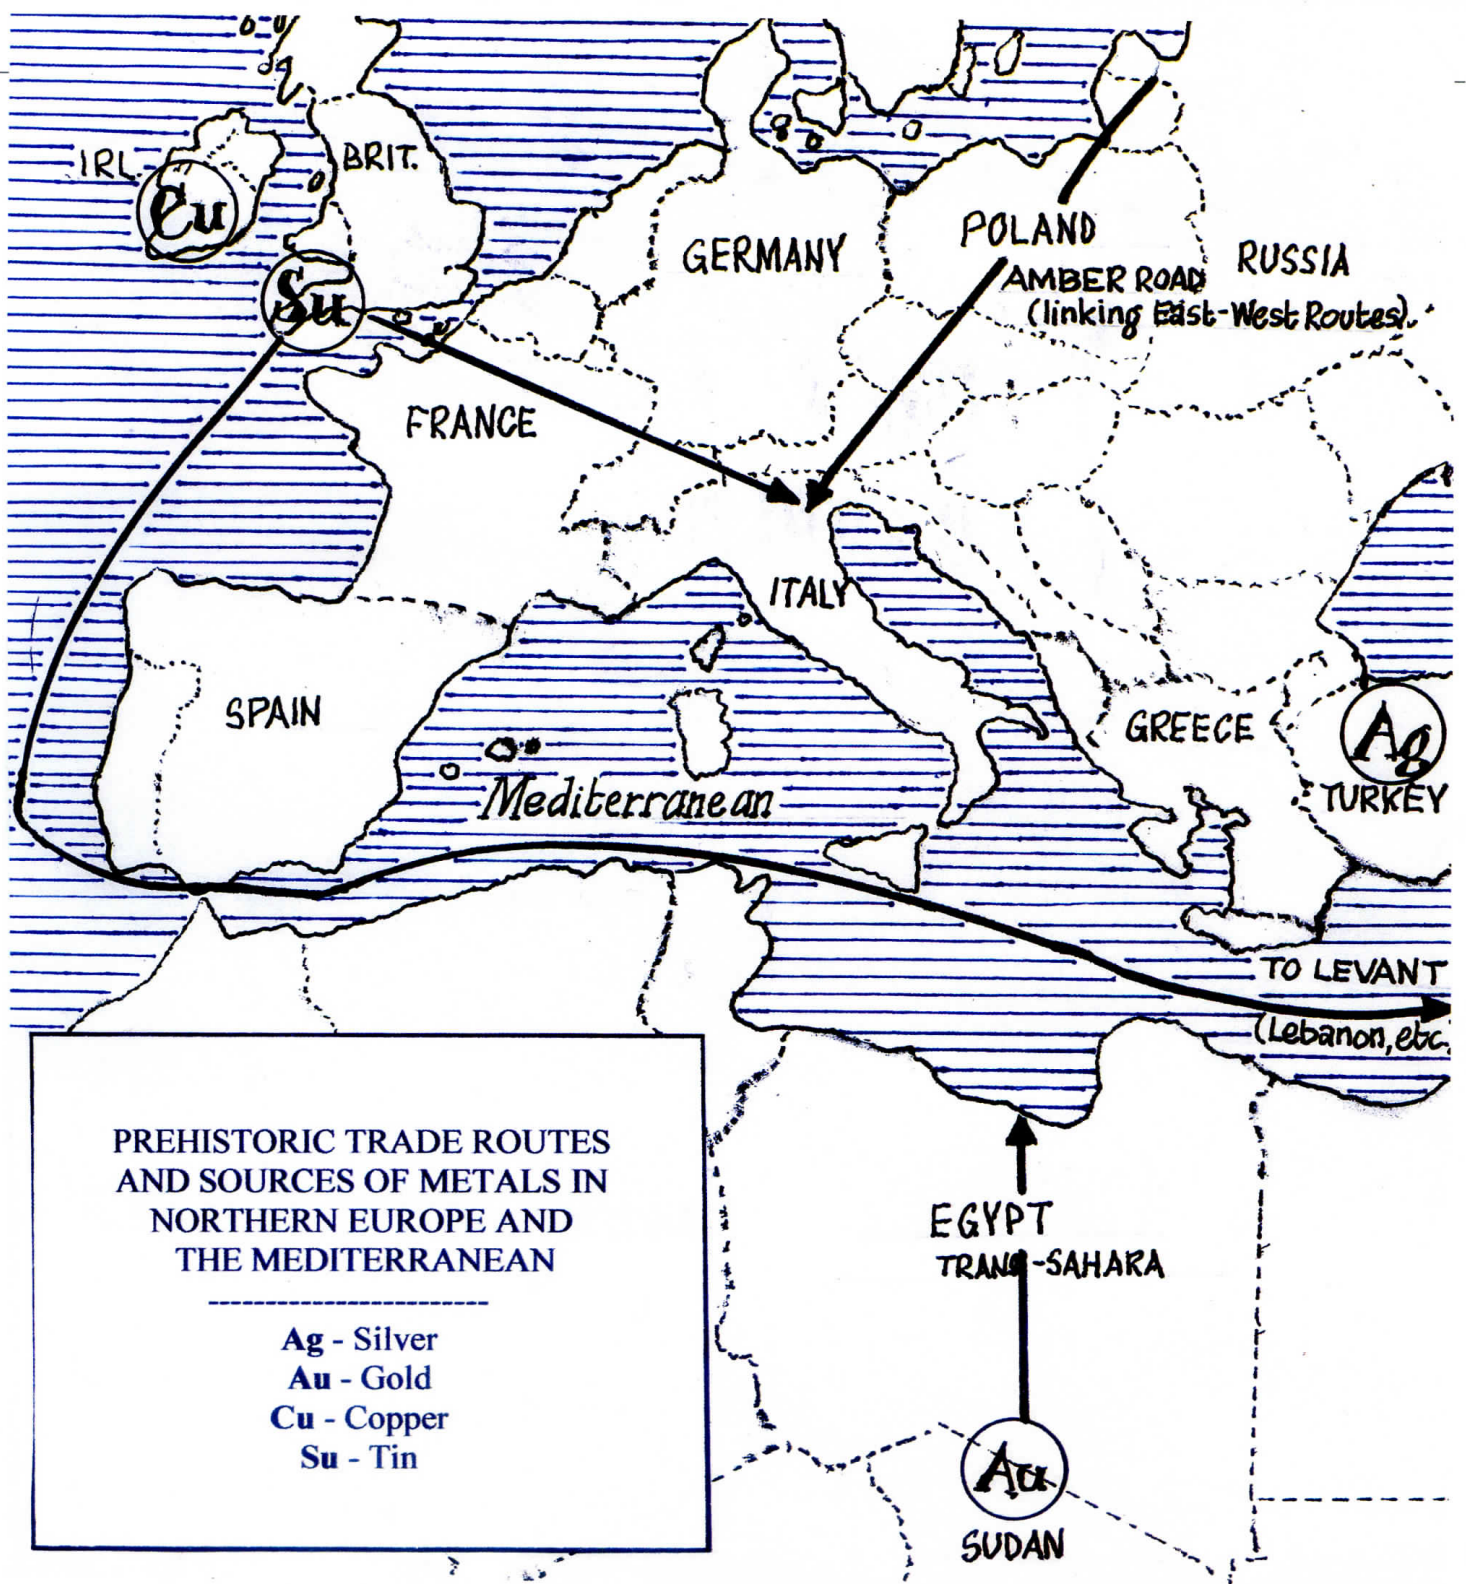 IRL.
BRIT.
Cu
Su
GERMANY
POLAND
RUSSIA
AMBER ROAD
(linking East-West Routes).
FRANCE
ITALY
SPAIN
GREECE
Ag
TURKEY
Mediterranean
TO LEVANT
(Lebanon, etc.
EGYPT
TRANS-SAHARA
Au
SUDAN
PREHISTORIC TRADE ROUTES
AND SOURCES OF METALS IN
NORTHERN EUROPE AND
THE MEDITERRANEAN
------------------------------
Ag - Silver
Au - Gold
Cu - Copper
Su - Tin